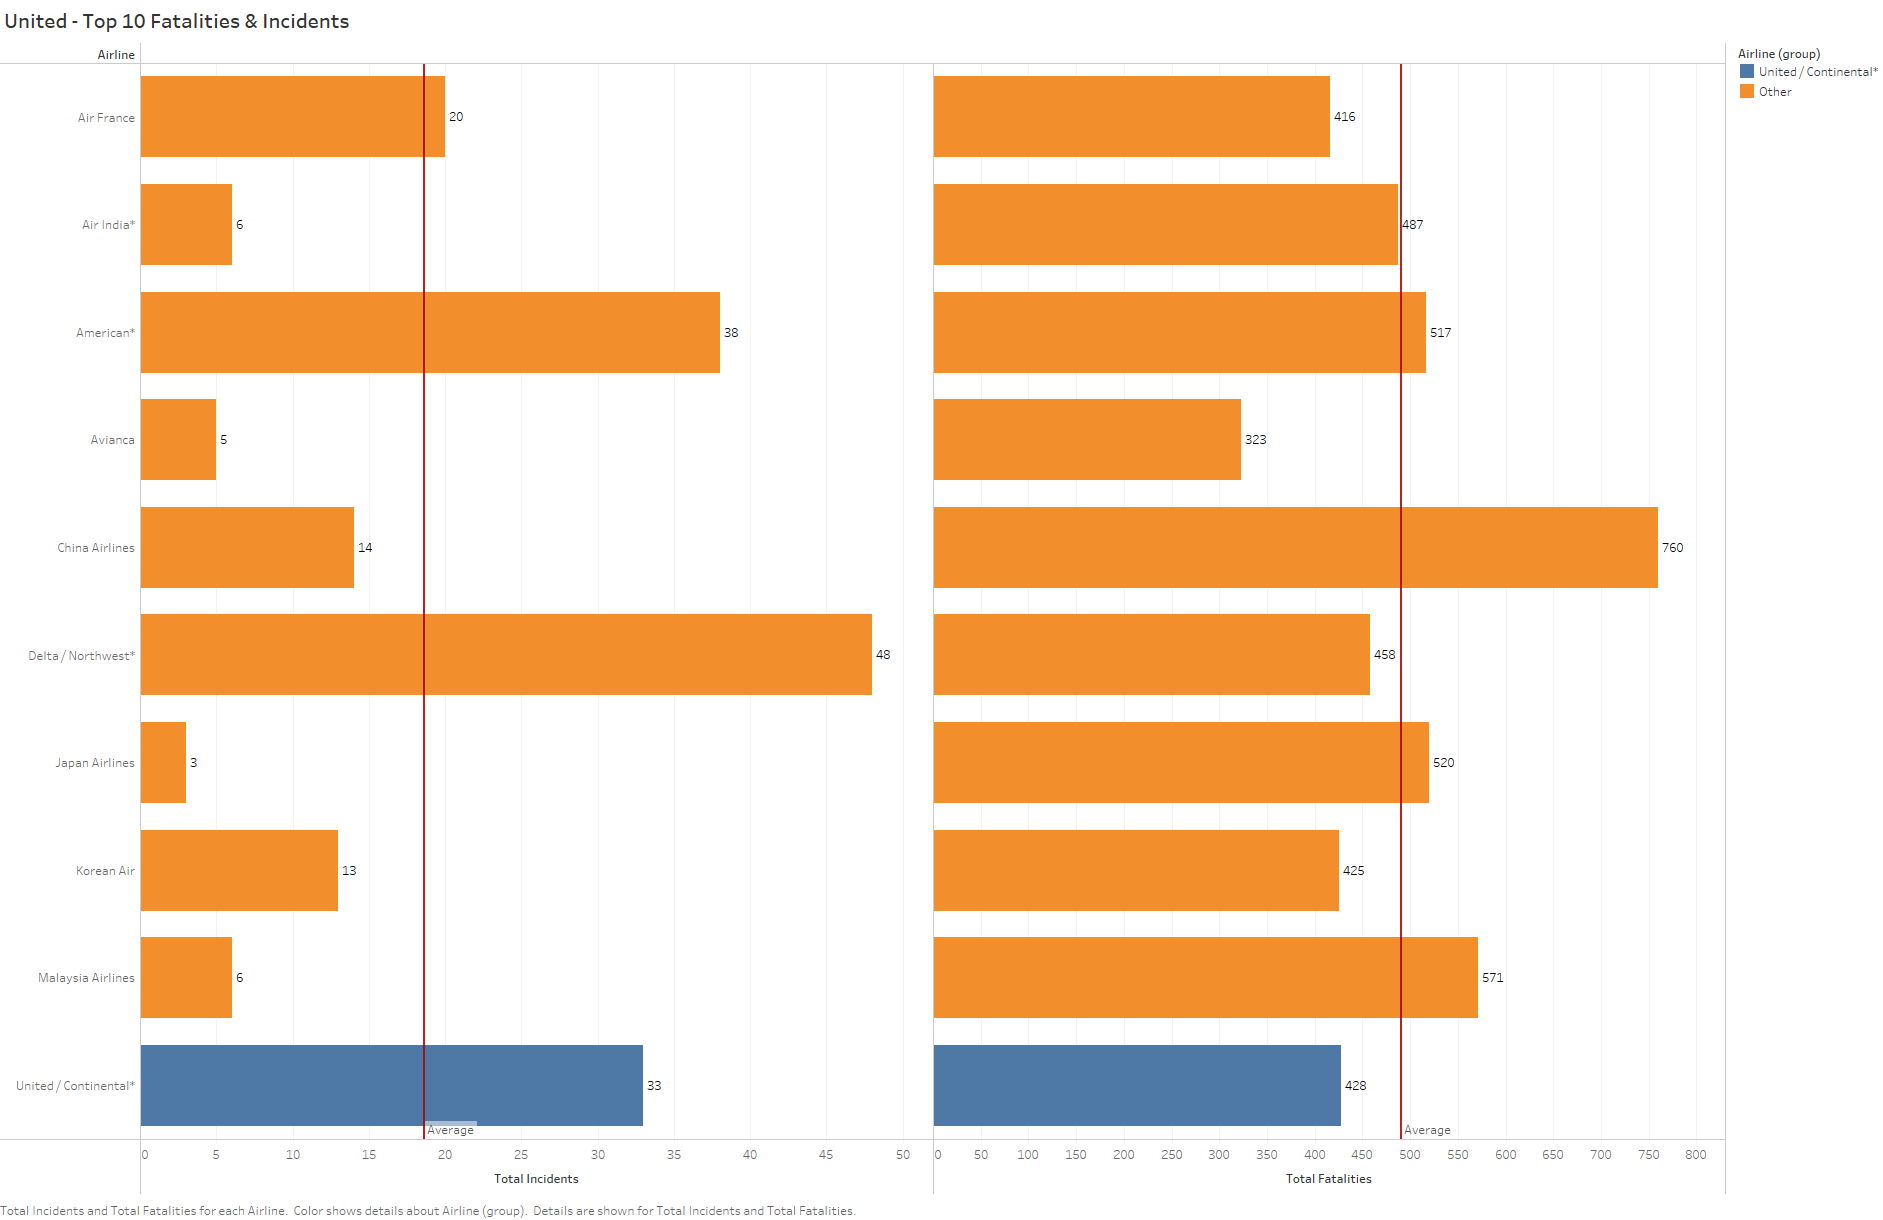 United - Top 10 Fatalities & Incidents
Airline
Airline (group)
United / Continental*
Other
Air France 20 416
Air India* 6 487
American* 38 517
Avianca 5 323
China Airlines 14 760
Delta / Northwest* 48 458
Japan Airlines 3 520
Korean Air 13 425
Malaysia Airlines 6 571
United / Continental* 33 428
Average Average
0 5 10 15 20 25 30 35 40 45 50 0 50 100 150 200 250 300 350 400 450 500 550 600 650 700 750 800
Total Incidents Total Fatalities
Total Incidents and Total Fatalities for each Airline. Color shows details about Airline (group). Details are shown for Total Incidents and Total Fatalities.